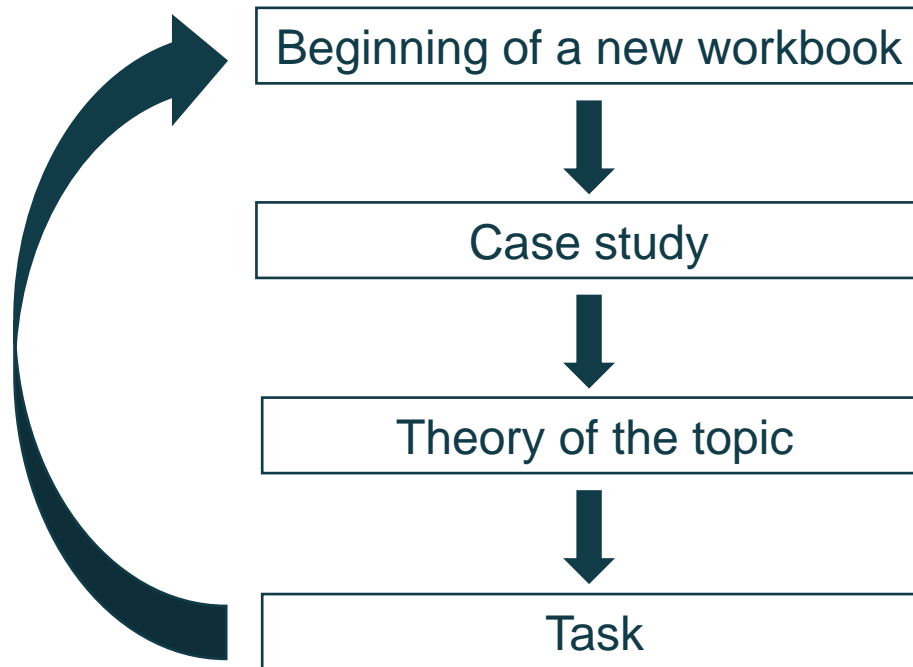 Beginning of a new workbook
Case study
Theory of the topic
Task